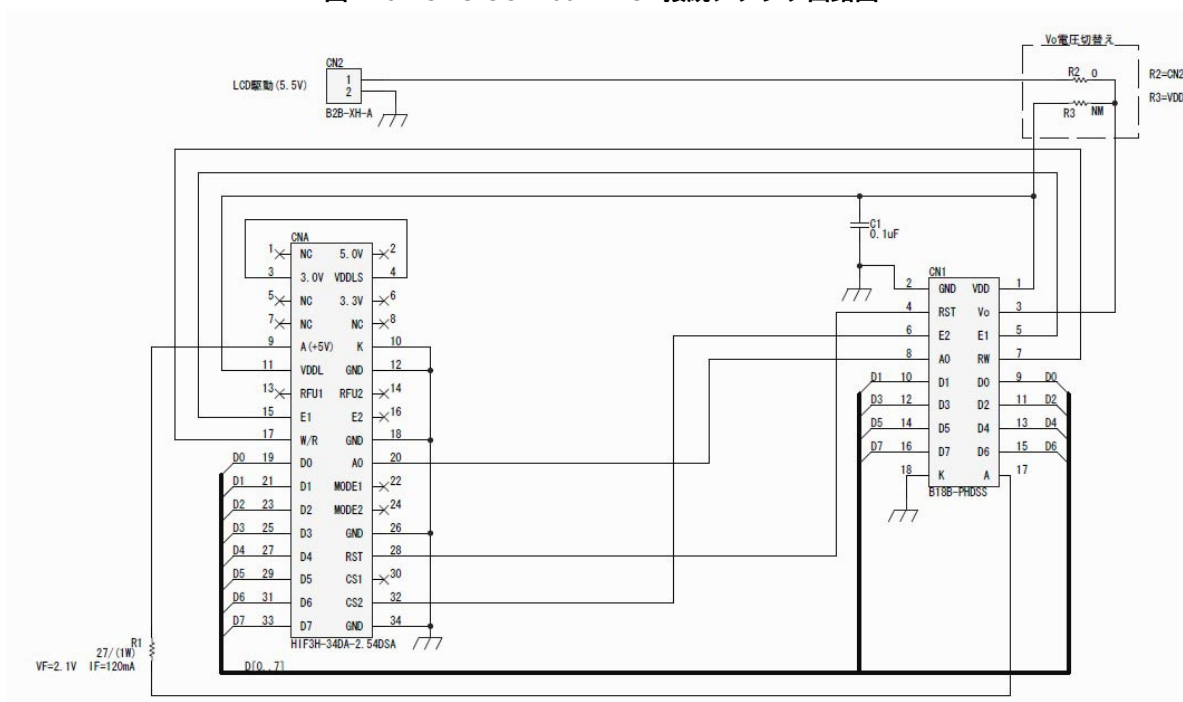 Vo電圧切替え
CN2
LCD駆動(5.5V)
1
2
B2B-XH-A
R2 0
R3 NM
R2=CN2
R3=VDD
C1
0.1uF
CNA
1 NC 5.0V 2
3 3.0V VDDLS 4
5 NC 3.3V 6
7 NC NC 8
9 A(+5V) K 10
11 VDDL GND 12
13 RFU1 RFU2 14
15 E1 E2 16
17 W/R GND 18
D0 19 D0 A0 20
D1 21 D1 MODE1 22
D2 23 D2 MODE2 24
D3 25 D3 GND 26
D4 27 D4 RST 28
D5 29 D5 CS1 30
D6 31 D6 CS2 32
D7 33 D7 GND 34
HIF3H-34DA-2.54DSA
CN1
2 GND VDD 1
4 RST Vo 3
6 E2 E1 5
8 A0 RW 7
D1 10 D1 D0 9 D0
D3 12 D3 D2 11 D2
D5 14 D5 D4 13 D4
D7 16 D7 D6 15 D6
18 K A 17
B18B-PHDSS
R1
27/(1W)
VF=2.1V IF=120mA
D[0..7]